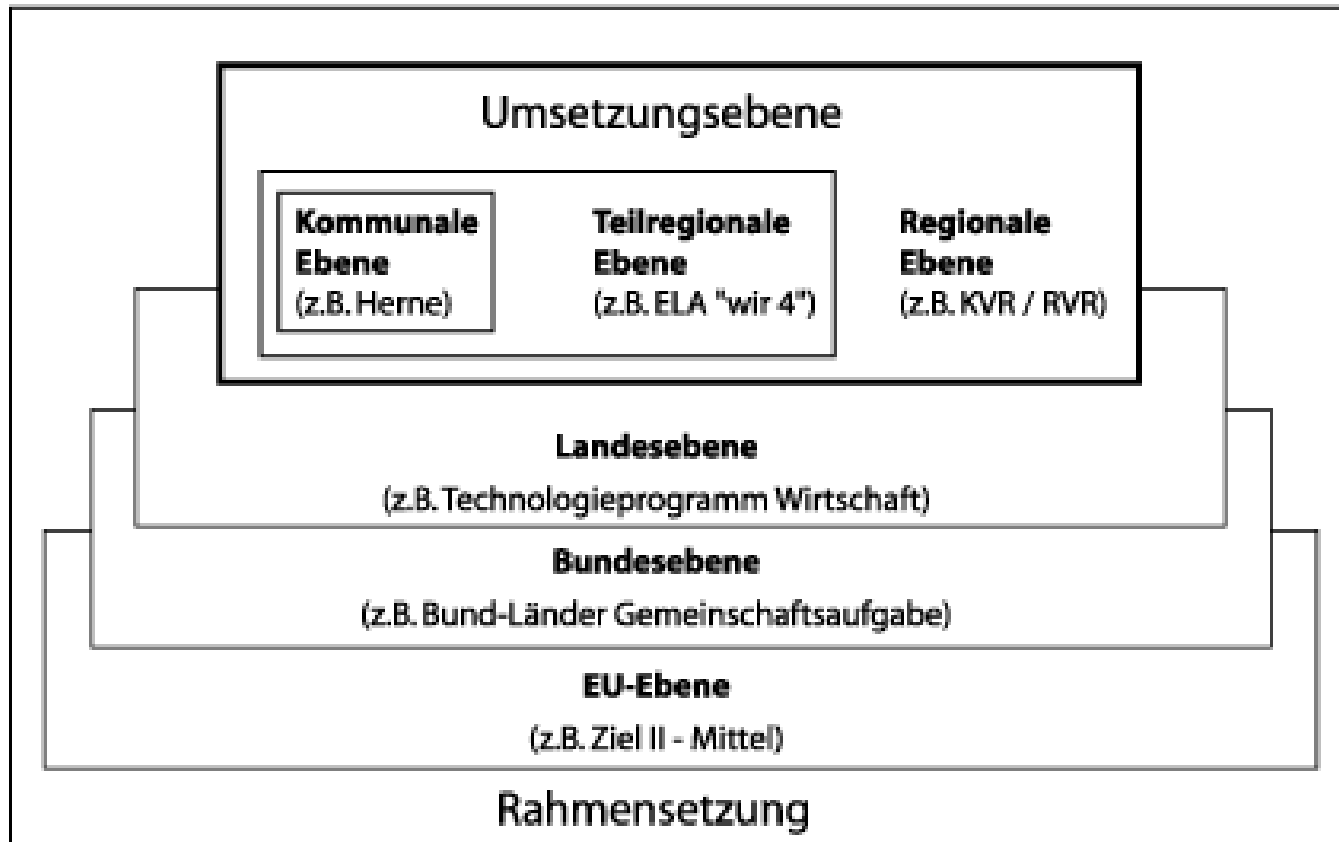 Umsetzungsebene
Kommunale
Ebene
(z.B. Herne)
Teilregionale
Ebene
(z.B. ELA "wir 4")
Regionale
Ebene
(z.B. KVR / RVR)
Landesebene
(z.B. Technologieprogramm Wirtschaft)
Bundesebene
(z.B. Bund-Länder Gemeinschaftsaufgabe)
EU-Ebene
(z.B. Ziel II - Mittel)
Rahmensetzung